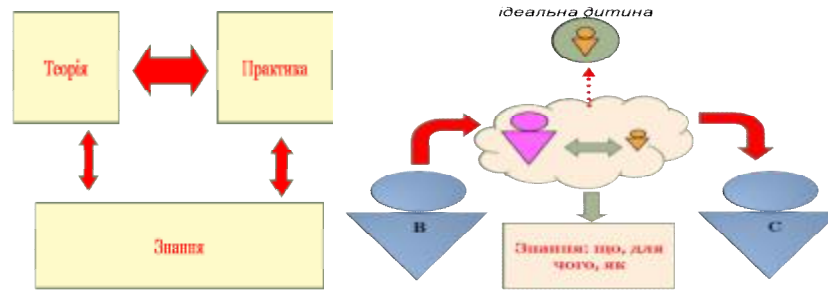 ідеальна дитина
Теорія
Практика
Знання
В
С
Знання: що, для
чого, як